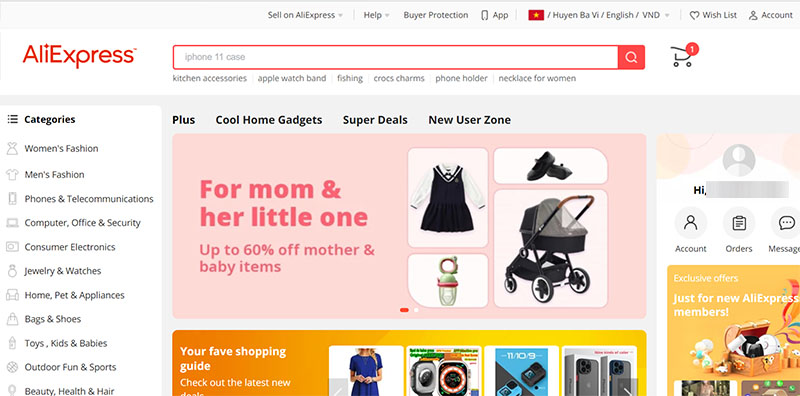 Sell on AliExpress
Help
Buyer Protection
App
/ Huyen Ba Vi / English / VND
Wish List
Account
AliExpress
iphone 11 case
1
kitchen accessories
apple watch band
fishing
crocs charms
phone holder
necklace for women
Categories
Plus
Cool Home Gadgets
Super Deals
New User Zone
Women's Fashion
Men's Fashion
Phones & Telecommunications
Computer, Office & Security
Consumer Electronics
Jewelry & Watches
Home, Pet & Appliances
Bags & Shoes
Toys , Kids & Babies
Outdoor Fun & Sports
Beauty, Health & Hair
For mom &
her little one
Up to 60% off mother &
baby items
Hi,
Account
Orders
Message
Exclusive offers
Just for new AliExpress
members!
Your fave shopping
guide
Check out the latest new
deals
11/10/9